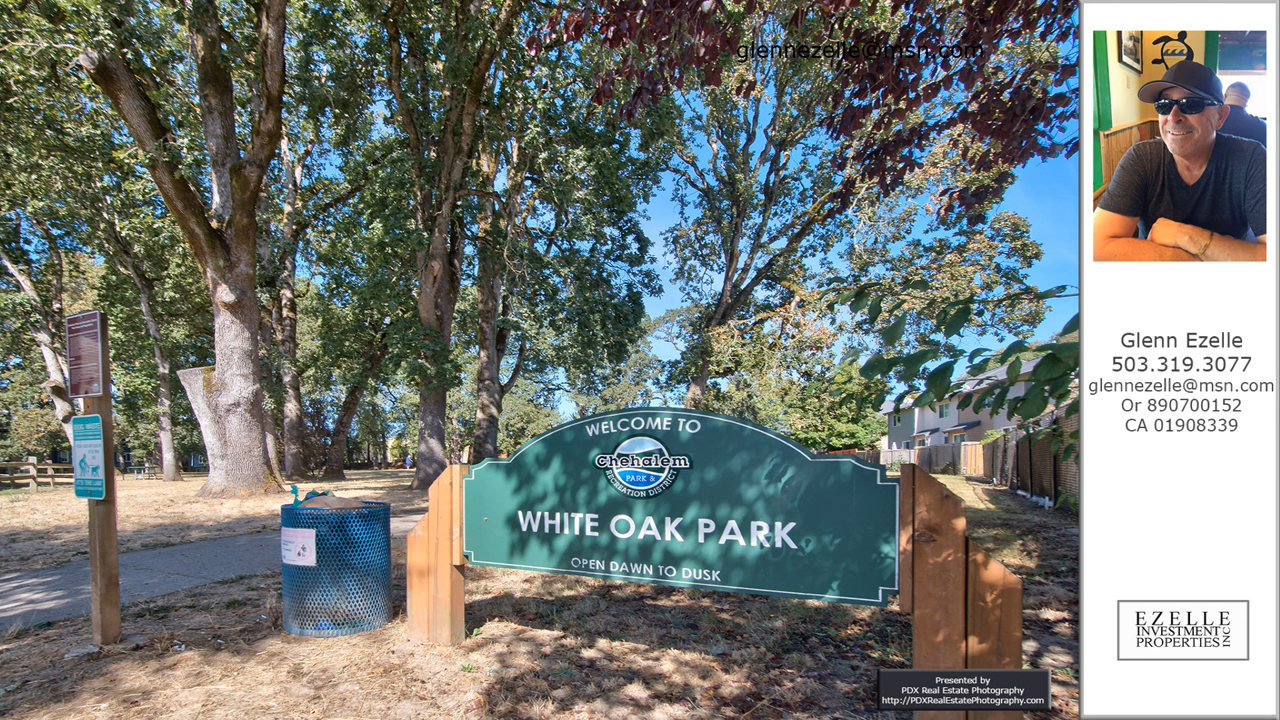 glennezelle@msn.com
DOG WASTE
WELCOME TO
Chehalem
PARK &
RECREATION DISTRICT
WHITE OAK PARK
OPEN DAWN TO DUSK
Presented by
PDX Real Estate Photography
http://PDXRealEstatePhotography.com
Glenn Ezelle
503.319.3077
glennezelle@msn.com
Or 890700152
CA 01908339
EZELLE
INVESTMENT
PROPERTIES
INC